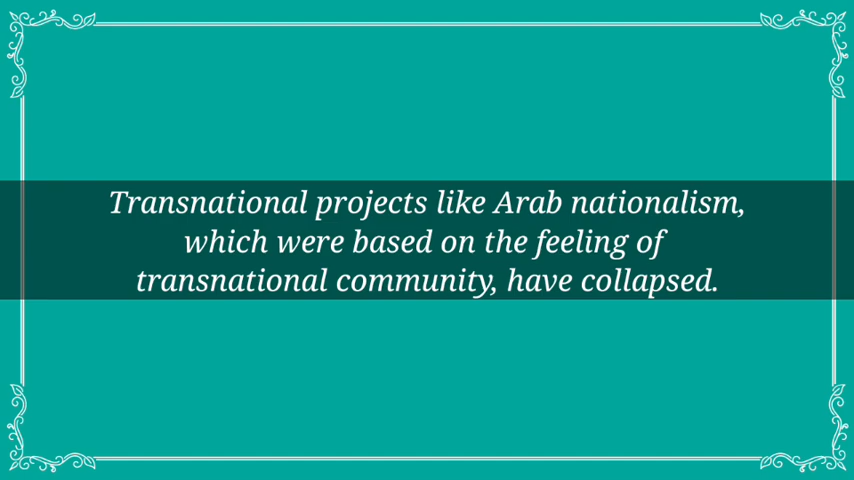 Transnational projects like Arab nationalism,
which were based on the feeling of
transnational community, have collapsed.